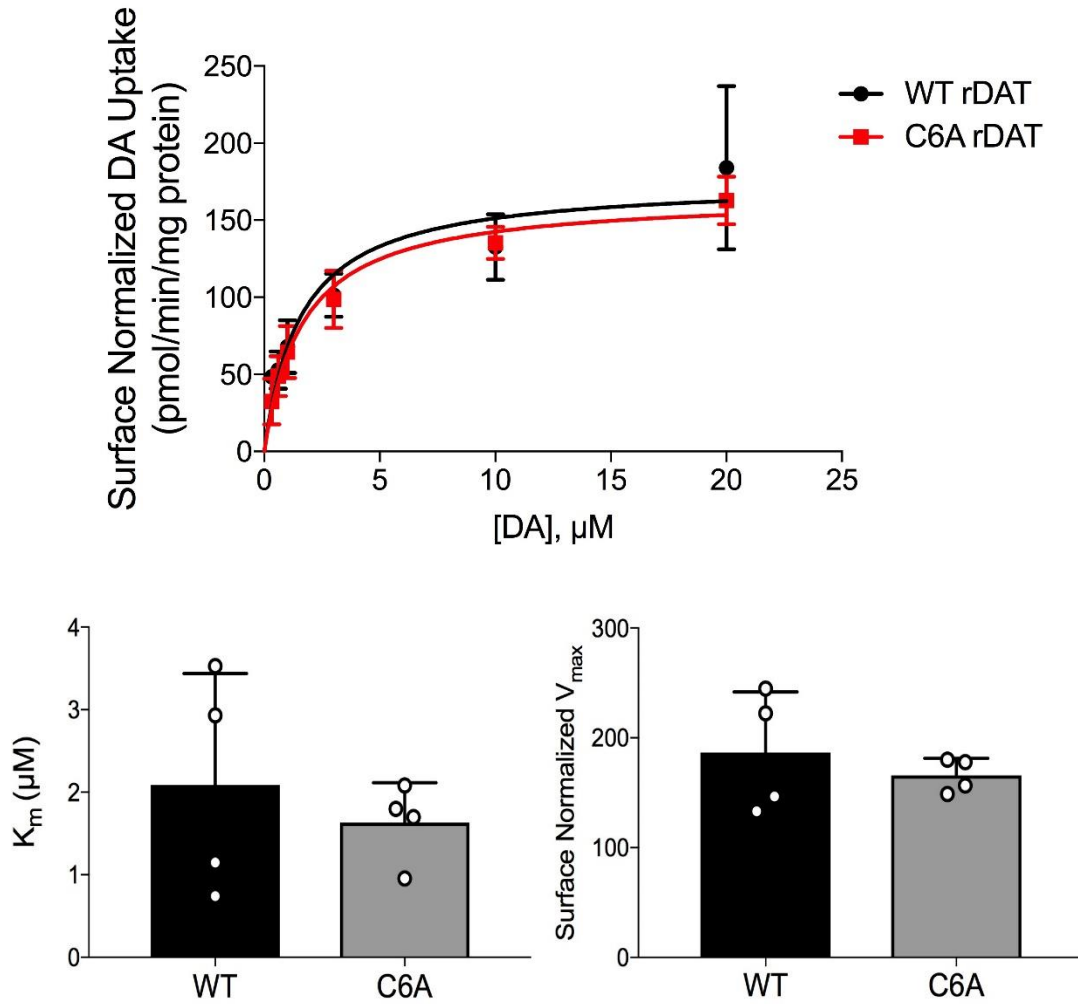 Surface Normalized DA Uptake
(pmol/min/mg protein)
250
200
150
100
50
0
0 5 10 15 20 25
[DA], µM
WT rDAT
C6A rDAT
Km (µM)
4
3
2
1
0
WT C6A
Surface Normalized Vmax
300
200
100
0
WT C6A